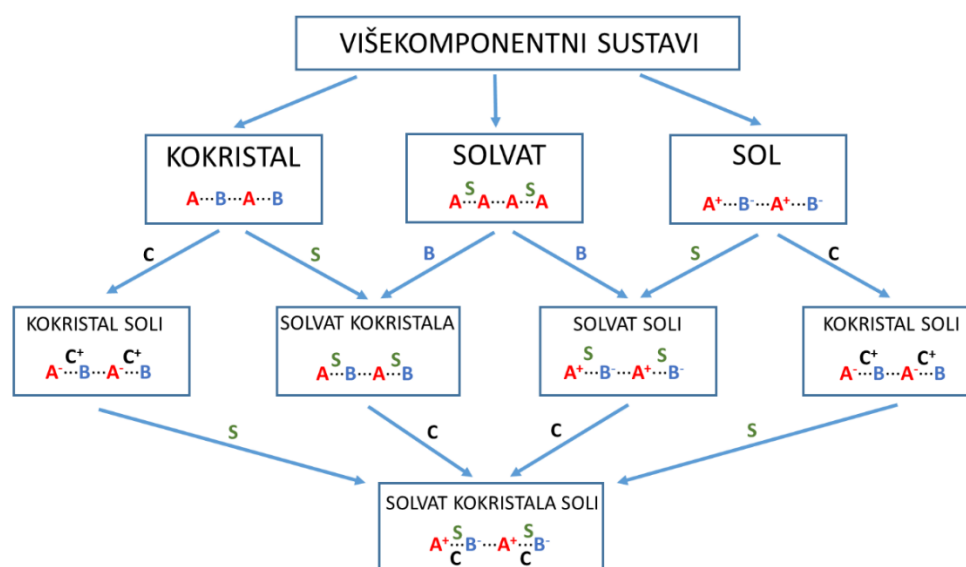 VIŠEKOMPONENTNI SUSTAVI
KOKRISTAL
A···B···A···B
SOLVAT
S S
A···A···A···A
SOL
A⁺···B⁻···A⁺···B⁻
C
S
B
B
S
C
KOKRISTAL SOLI
C⁺ C⁺
A⁻···B···A⁻···B
SOLVAT KOKRISTALA
S S
A···B···A···B
SOLVAT SOLI
S S
A⁺···B⁻···A⁺···B⁻
KOKRISTAL SOLI
C⁺ C⁺
A⁻···B···A⁻···B
S
C
C
S
SOLVAT KOKRISTALA SOLI
S S
A⁺···B⁻···A⁺···B⁻
C C